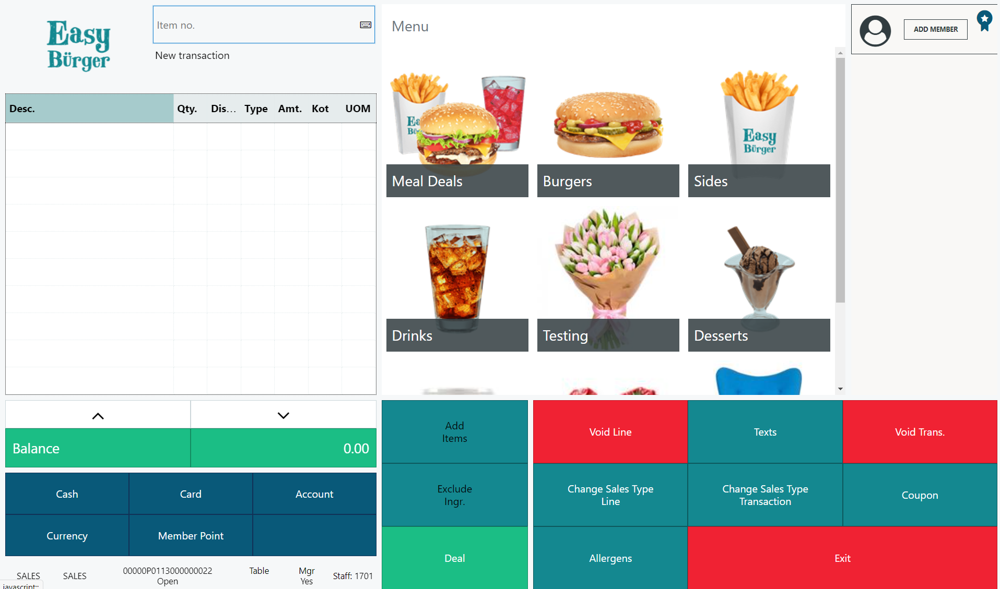 Easy
Bürger
Item no.
New transaction
Desc. Qty. Dis... Type Amt. Kot UOM
Balance 0.00
Cash Card Account
Currency Member Point
SALES SALES 00000P0113000000022 Open Table Mgr Yes Staff: 1701
javascript:;
Menu
Easy
Bürger
Meal Deals Burgers Sides
Drinks Testing Desserts
ADD MEMBER
Add
Items
Void Line Texts Void Trans.
Exclude
Ingr.
Change Sales Type
Line
Change Sales Type
Transaction
Coupon
Deal Allergens Exit